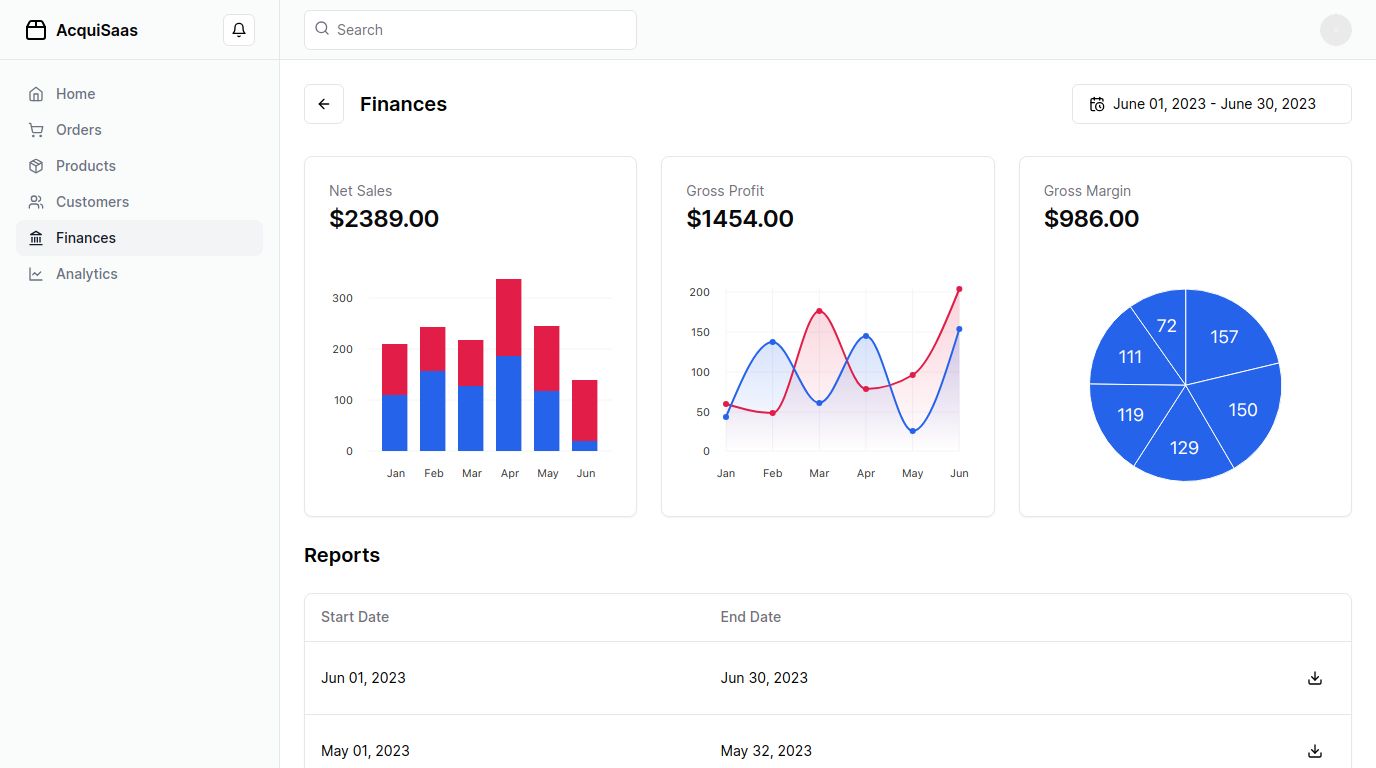 AcquiSaas
Search
Home
Orders
Products
Customers
Finances
Analytics
Finances
June 01, 2023 - June 30, 2023
Net Sales
$2389.00
300
200
100
0
Jan Feb Mar Apr May Jun
Gross Profit
$1454.00
200
150
100
50
0
Jan Feb Mar Apr May Jun
Gross Margin
$986.00
72
157
111
150
119
129
Reports
Start Date End Date
Jun 01, 2023 Jun 30, 2023
May 01, 2023 May 32, 2023